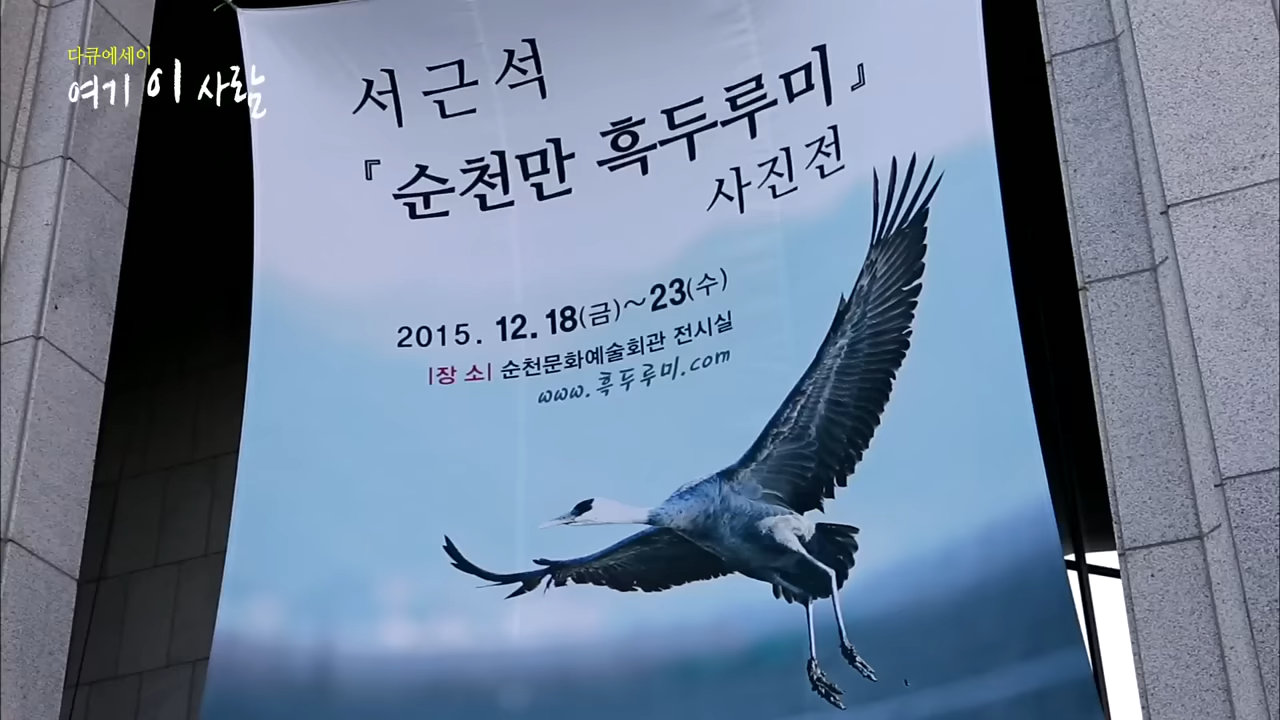 다큐에세이
여기 이 사람
서근석
『순천만 흑두루미』
사진전
2015. 12. 18(금)~23(수)
|장 소| 순천문화예술회관 전시실
www.흑두루미.com